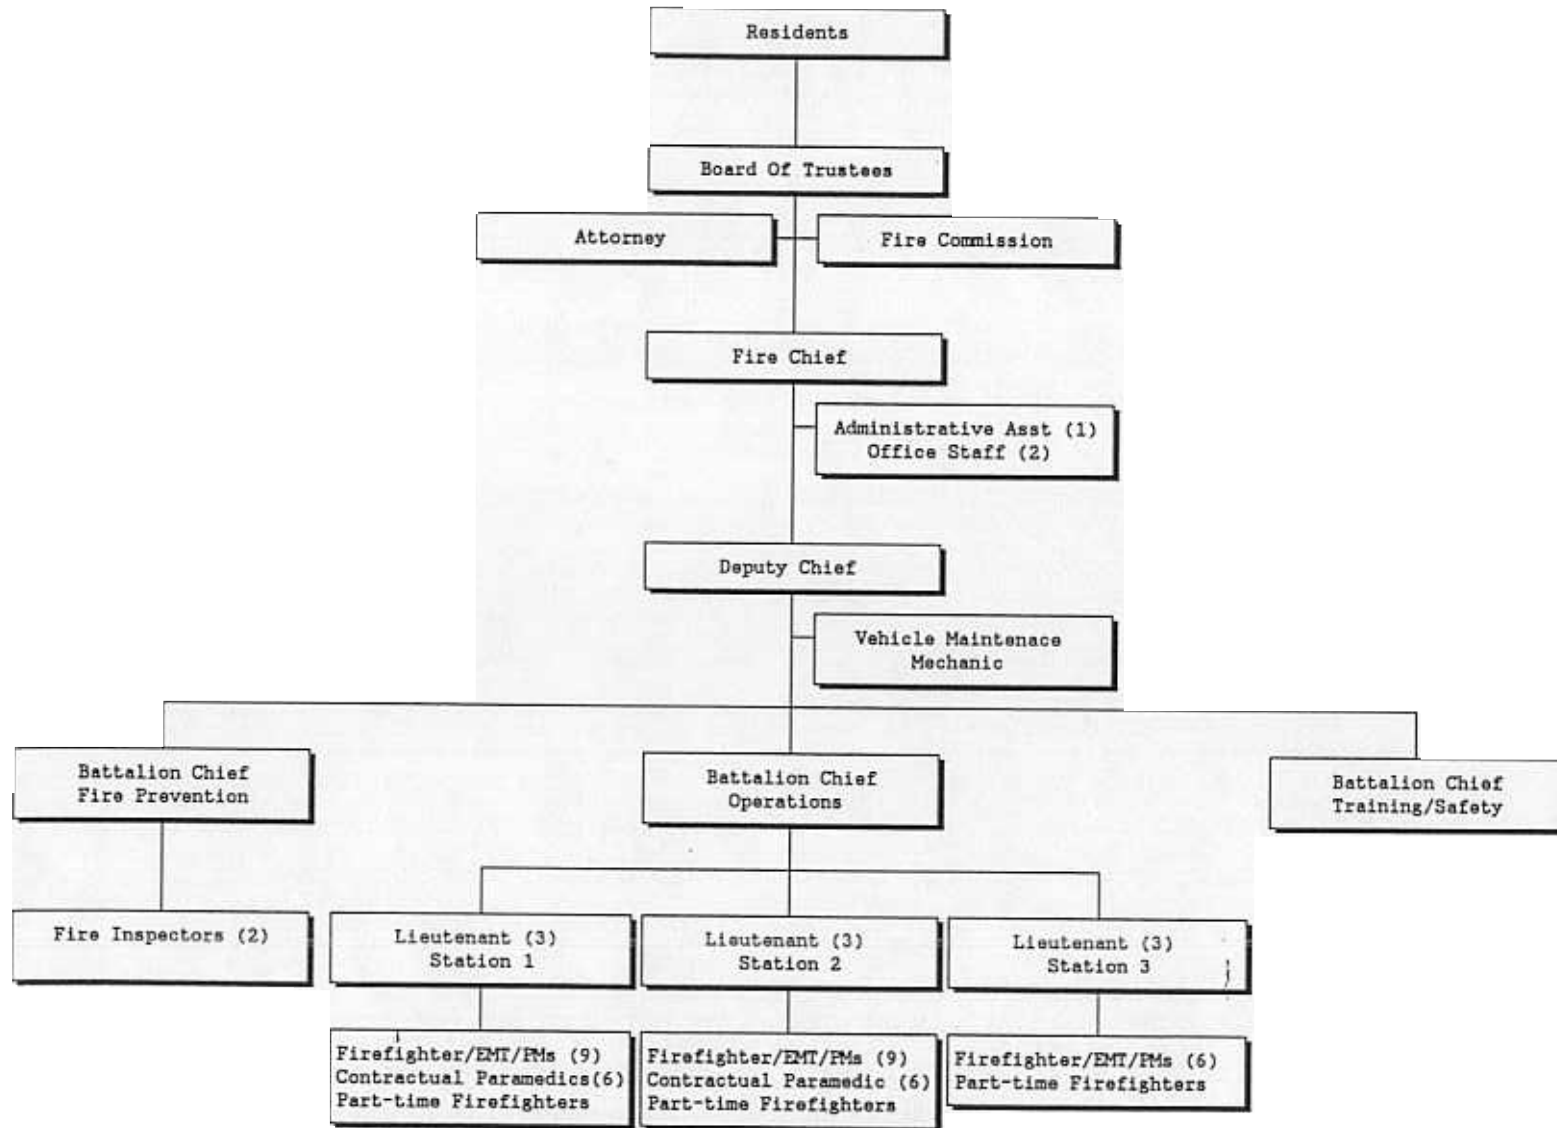 Residents
Board Of Trustees
Attorney
Fire Commission
Fire Chief
Administrative Asst (1)
Office Staff (2)
Deputy Chief
Vehicle Maintenace
Mechanic
Battalion Chief
Fire Prevention
Battalion Chief
Operations
Battalion Chief
Training/Safety
Fire Inspectors (2)
Lieutenant (3)
Station 1
Lieutenant (3)
Station 2
Lieutenant (3)
Station 3
Firefighter/EMT/PMs (9)
Contractual Paramedics(6)
Part-time Firefighters
Firefighter/EMT/PMs (9)
Contractual Paramedic (6)
Part-time Firefighters
Firefighter/EMT/PMs (6)
Part-time Firefighters